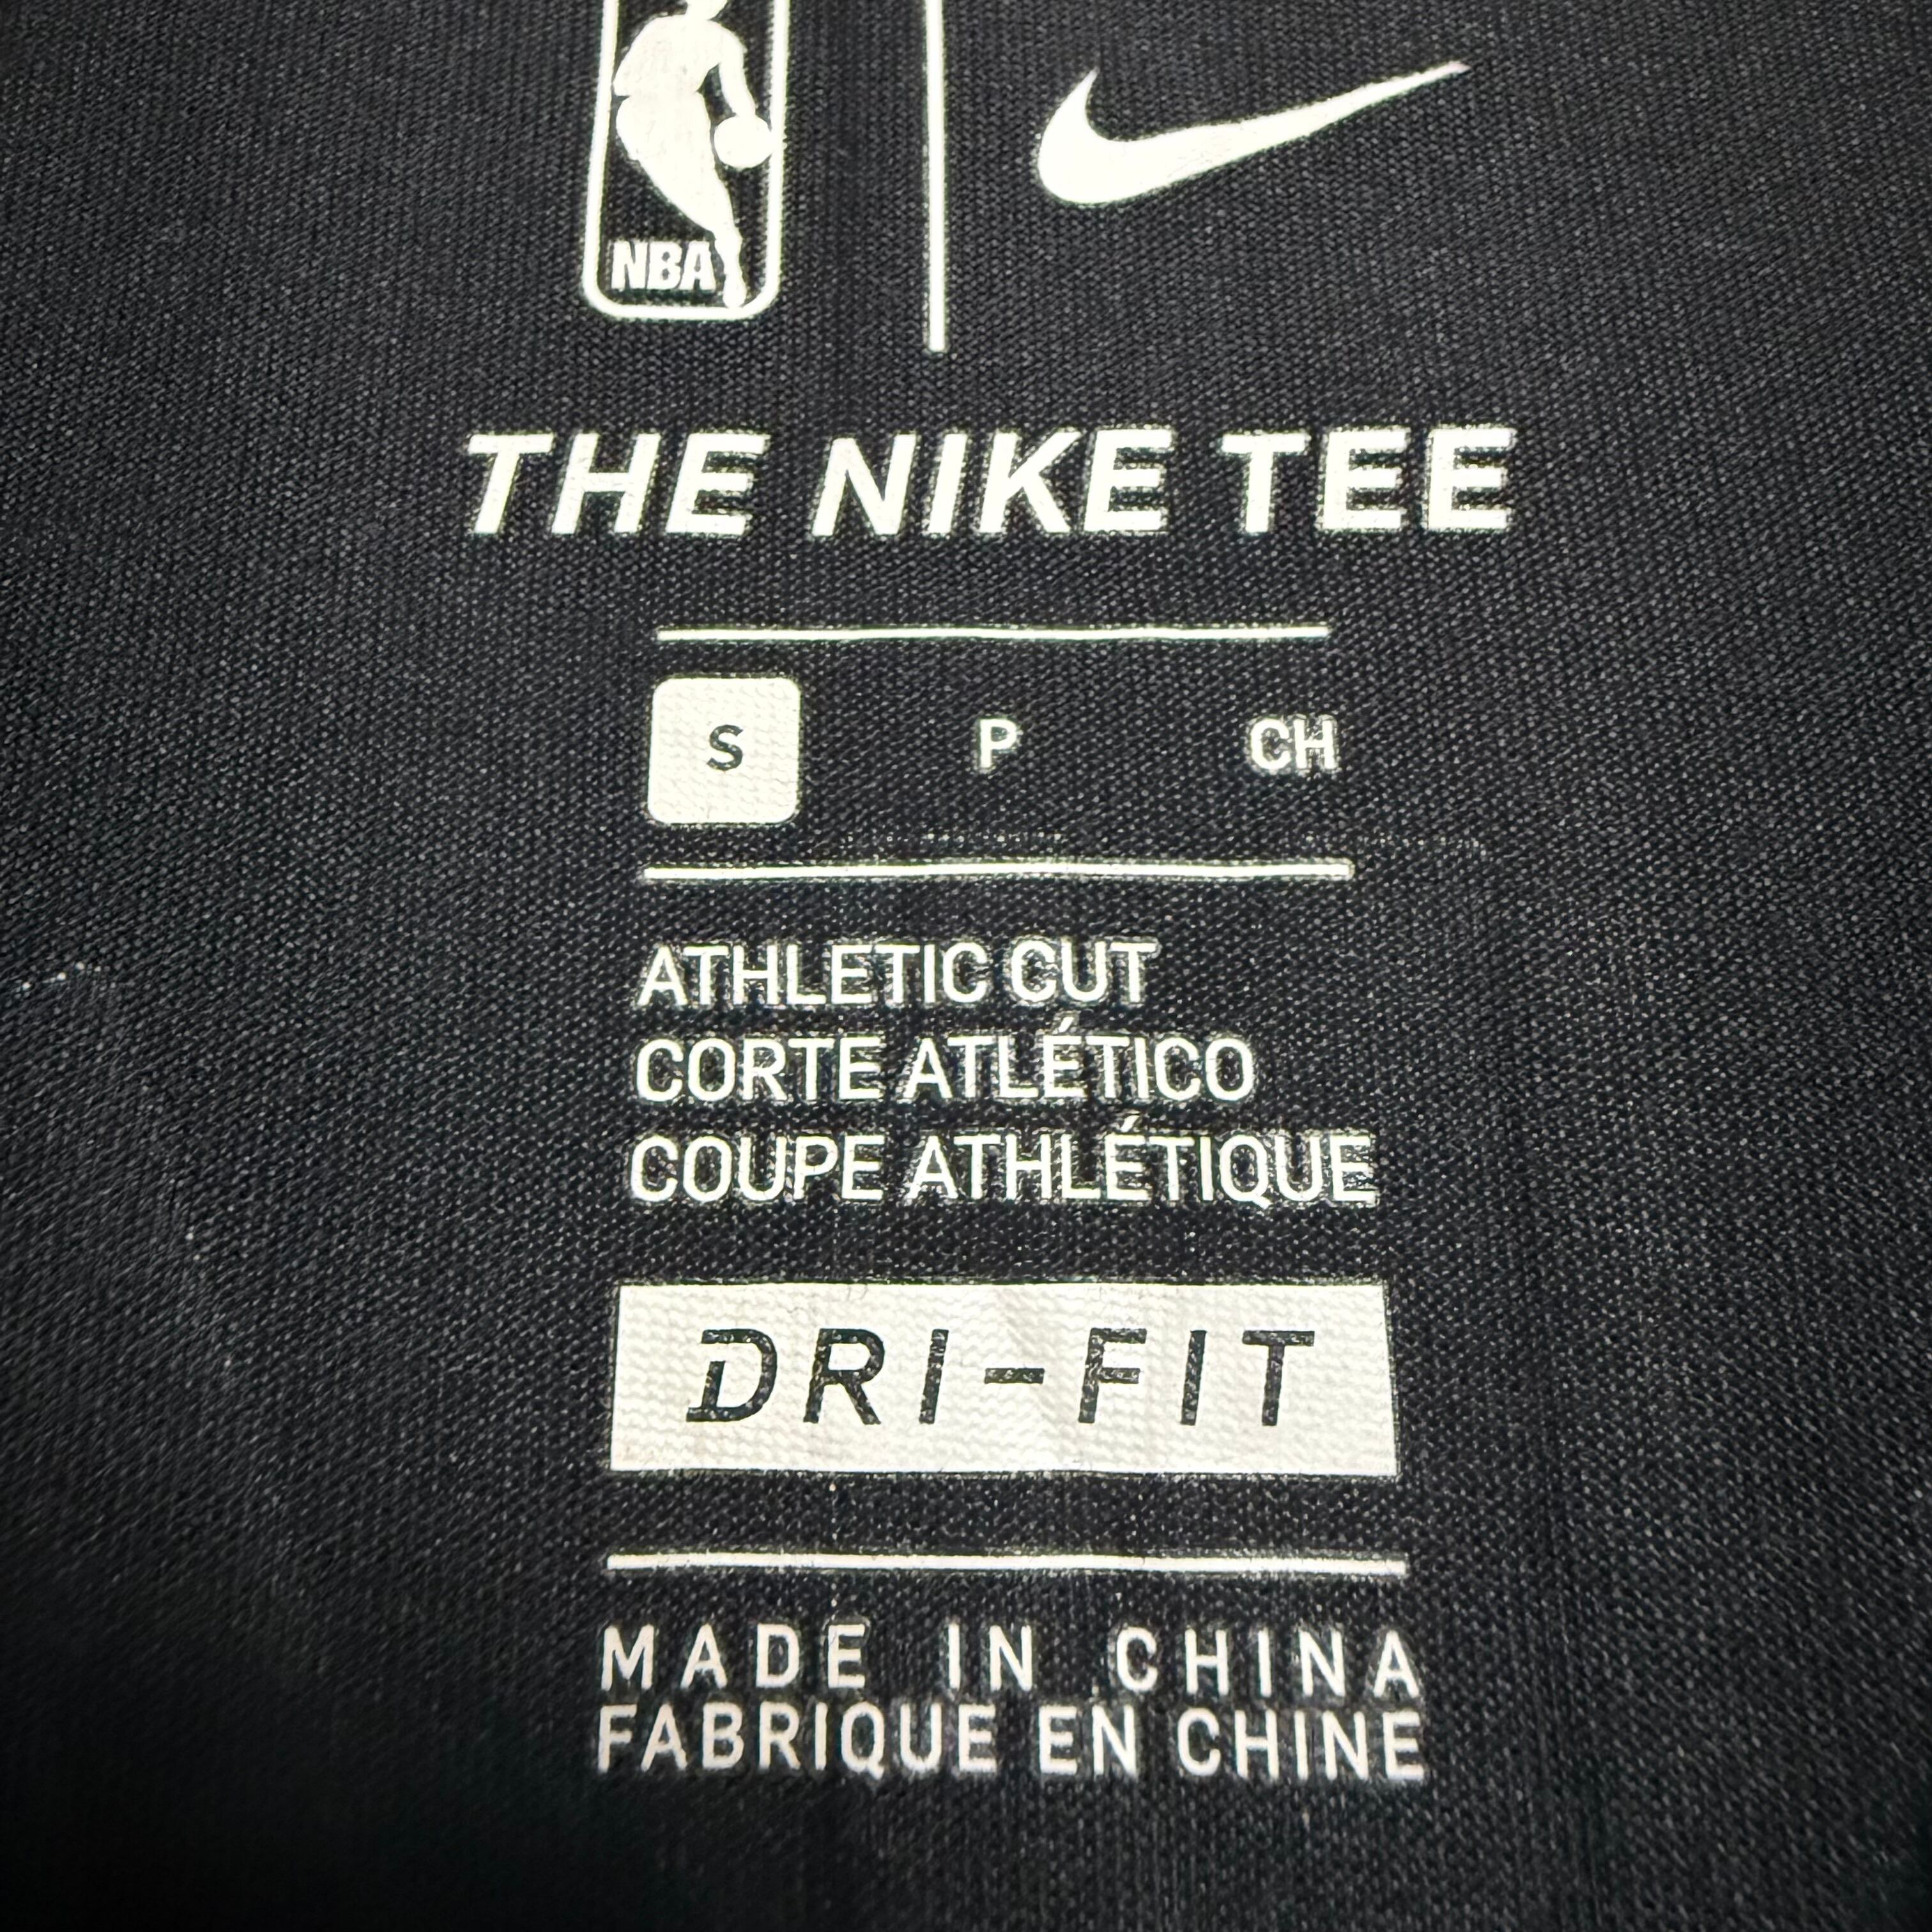 NBA
THE NIKE TEE
S P CH
ATHLETIC CUT
CORTE ATLÉTICO
COUPE ATHLÉTIQUE
DRI-FIT
MADE IN CHINA
FABRIQUE EN CHINE